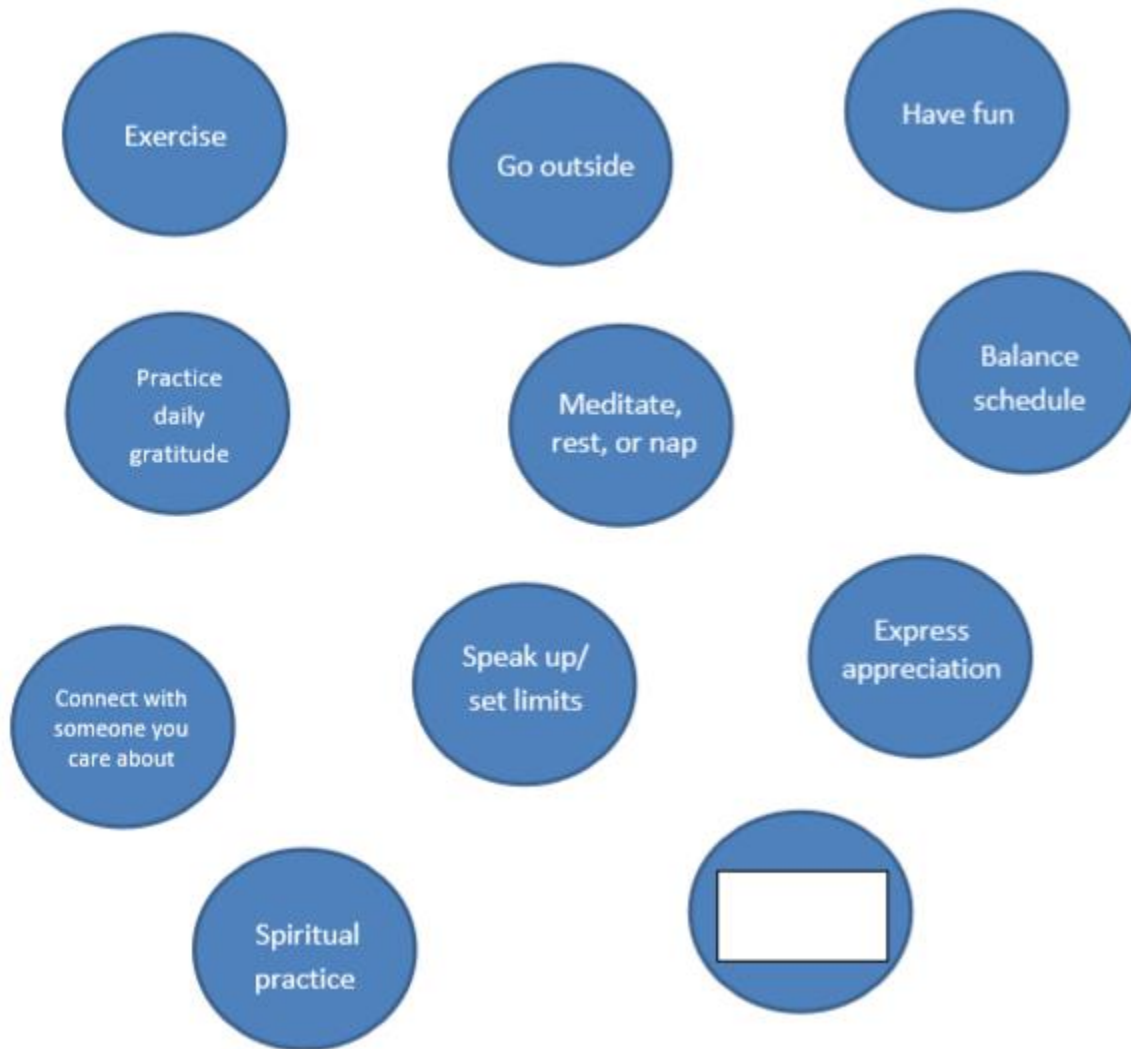 Exercise
Go outside
Have fun
Practice
daily
gratitude
Meditate,
rest, or nap
Balance
schedule
Connect with
someone you
care about
Speak up/
set limits
Express
appreciation
Spiritual
practice